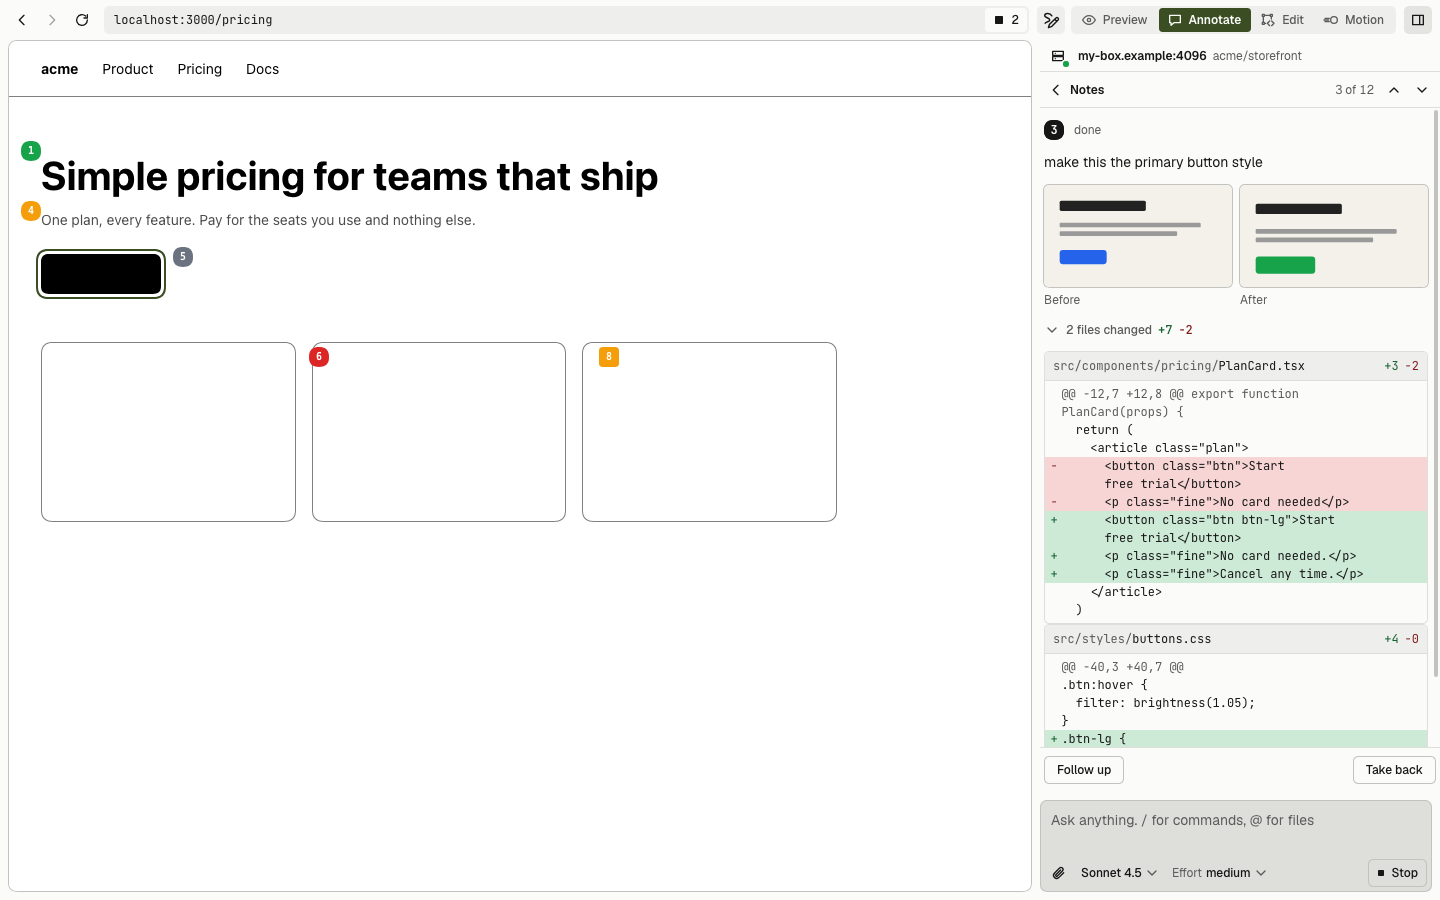 localhost:3000/pricing
2
Preview
Annotate
Edit
Motion
acme
Product
Pricing
Docs
1
Simple pricing for teams that ship
4
One plan, every feature. Pay for the seats you use and nothing else.
5
6
8
my-box.example:4096 acme/storefront
Notes
3 of 12
3 done
make this the primary button style
Before
After
2 files changed +7 -2
src/components/pricing/PlanCard.tsx +3 -2
@@ -12,7 +12,8 @@ export function
PlanCard(props) {
return (
<article class="plan">
- <button class="btn">Start
free trial</button>
- <p class="fine">No card needed</p>
+ <button class="btn btn-lg">Start
free trial</button>
+ <p class="fine">No card needed.</p>
+ <p class="fine">Cancel any time.</p>
</article>
)
src/styles/buttons.css +4 -0
@@ -40,3 +40,7 @@
.btn:hover {
filter: brightness(1.05);
}
+ .btn-lg {
Follow up
Take back
Ask anything. / for commands, @ for files
Sonnet 4.5
Effort medium
Stop